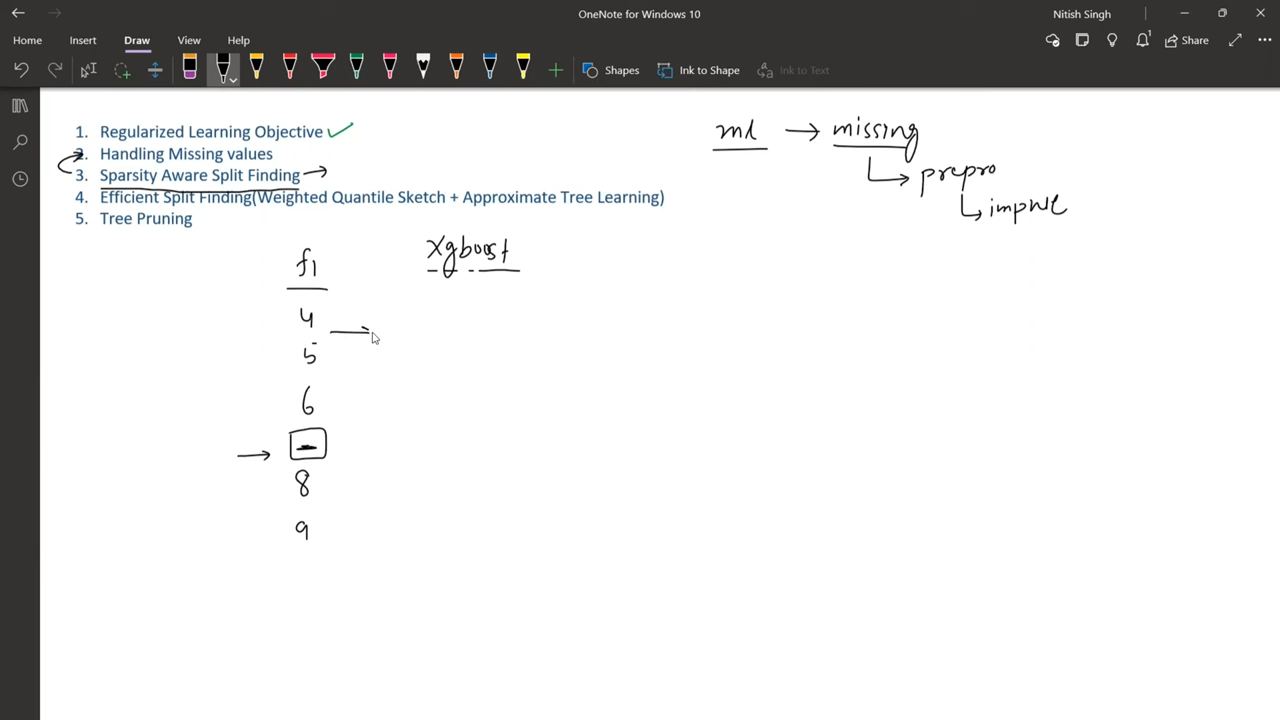 OneNote for Windows 10
Nitish Singh
Home Insert Draw View Help
Share
Shapes Ink to Shape Ink to Text
1. Regularized Learning Objective
2. Handling Missing values
3. Sparsity Aware Split Finding
4. Efficient Split Finding(Weighted Quantile Sketch + Approximate Tree Learning)
5. Tree Pruning
ml → missing
prepro
impute
f1
Xgboost
4
5
6
-
8
9